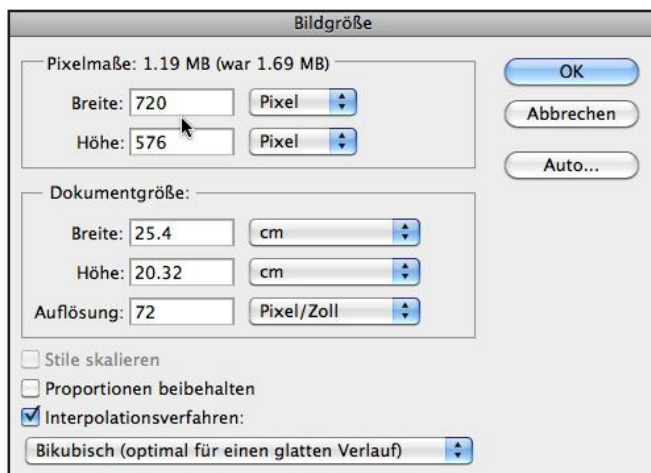 Bildgröße
Pixelmaße: 1.19 MB (war 1.69 MB)
Breite: 720 Pixel
Höhe: 576 Pixel
OK
Abbrechen
Auto...
Dokumentgröße:
Breite: 25.4 cm
Höhe: 20.32 cm
Auflösung: 72 Pixel/Zoll
Stile skalieren
Proportionen beibehalten
Interpolationsverfahren:
Bikubisch (optimal für einen glatten Verlauf)